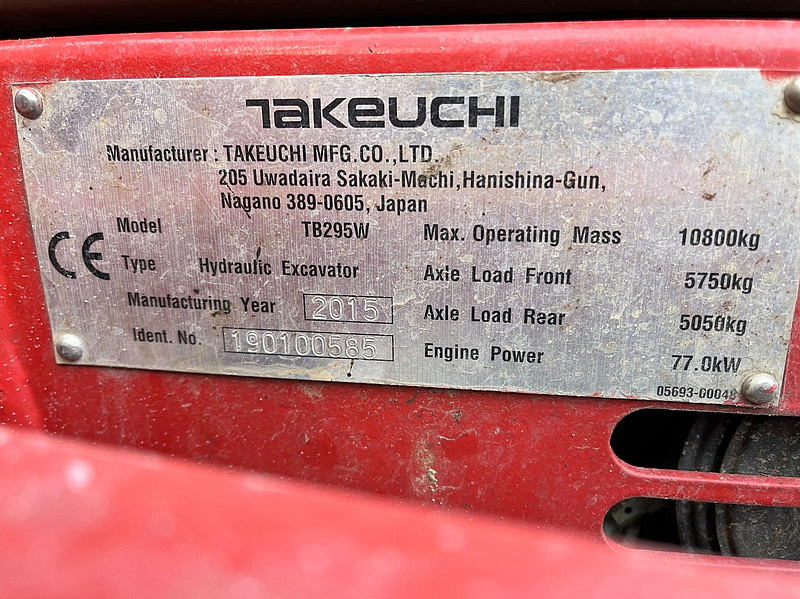 TAKEUCHI
Manufacturer : TAKEUCHI MFG.CO.,LTD.
205 Uwadaira Sakaki-Machi,Hanishina-Gun,
Nagano 389-0605, Japan
CE
Model TB295W
Type Hydraulic Excavator
Manufacturing Year 2015
Ident. No. 190100585
Max. Operating Mass 10800kg
Axle Load Front 5750kg
Axle Load Rear 5050kg
Engine Power 77.0kW